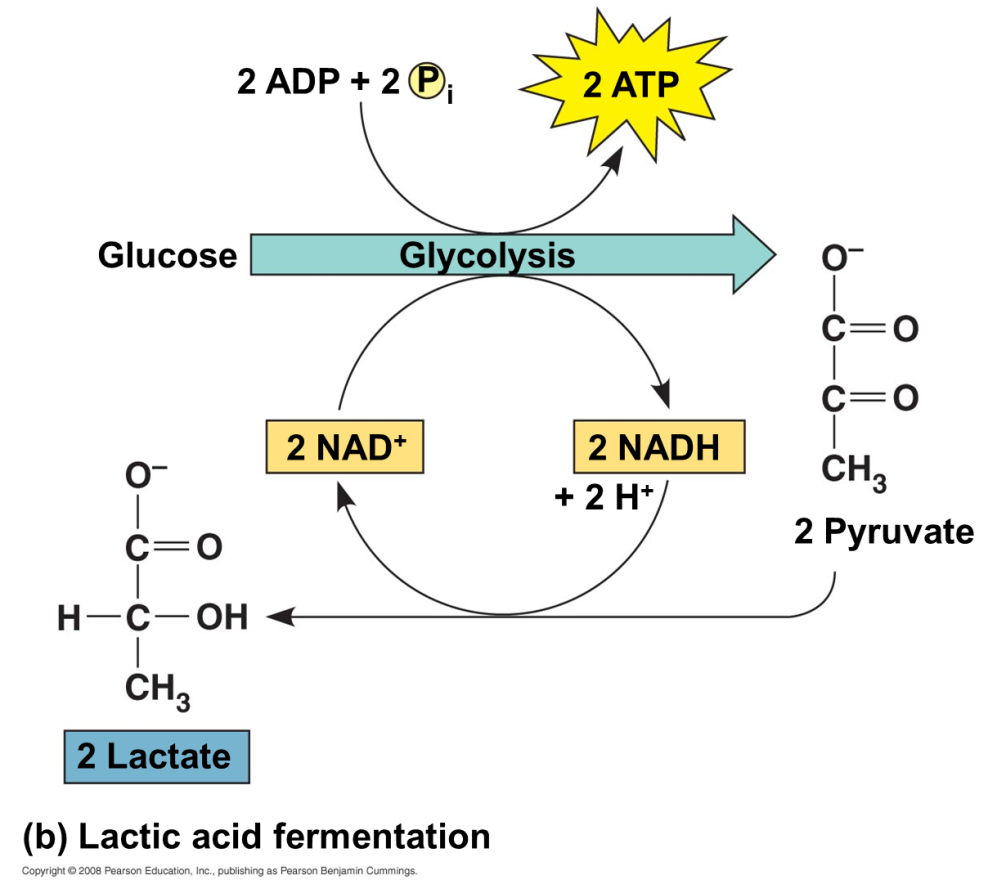 2 ADP + 2 Pi
2 ATP
Glucose
Glycolysis
O–
C=O
C=O
CH3
2 Pyruvate
2 NAD+
2 NADH
+ 2 H+
O–
C=O
H–C–OH
CH3
2 Lactate
(b) Lactic acid fermentation
Copyright © 2008 Pearson Education, Inc., publishing as Pearson Benjamin Cummings.